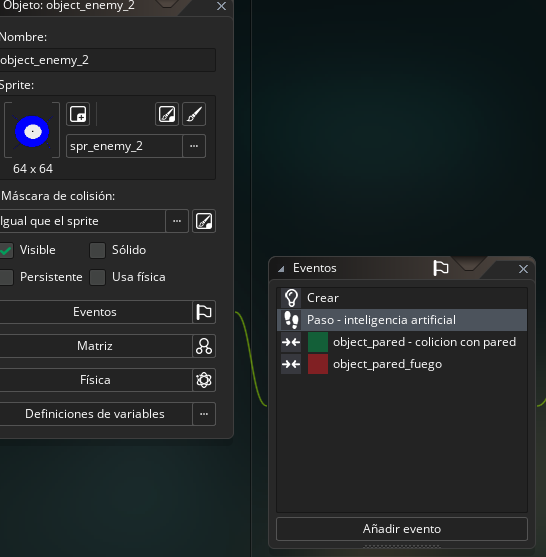 Objeto: object_enemy_2
Nombre:
object_enemy_2
Sprite:
spr_enemy_2
...
64 x 64
Máscara de colisión:
Igual que el sprite
...
Visible
Sólido
Persistente
Usa física
Eventos
Matriz
Física
Definiciones de variables
...
Eventos
Crear
Paso - inteligencia artificial
object_pared - colicion con pared
object_pared_fuego
Añadir evento